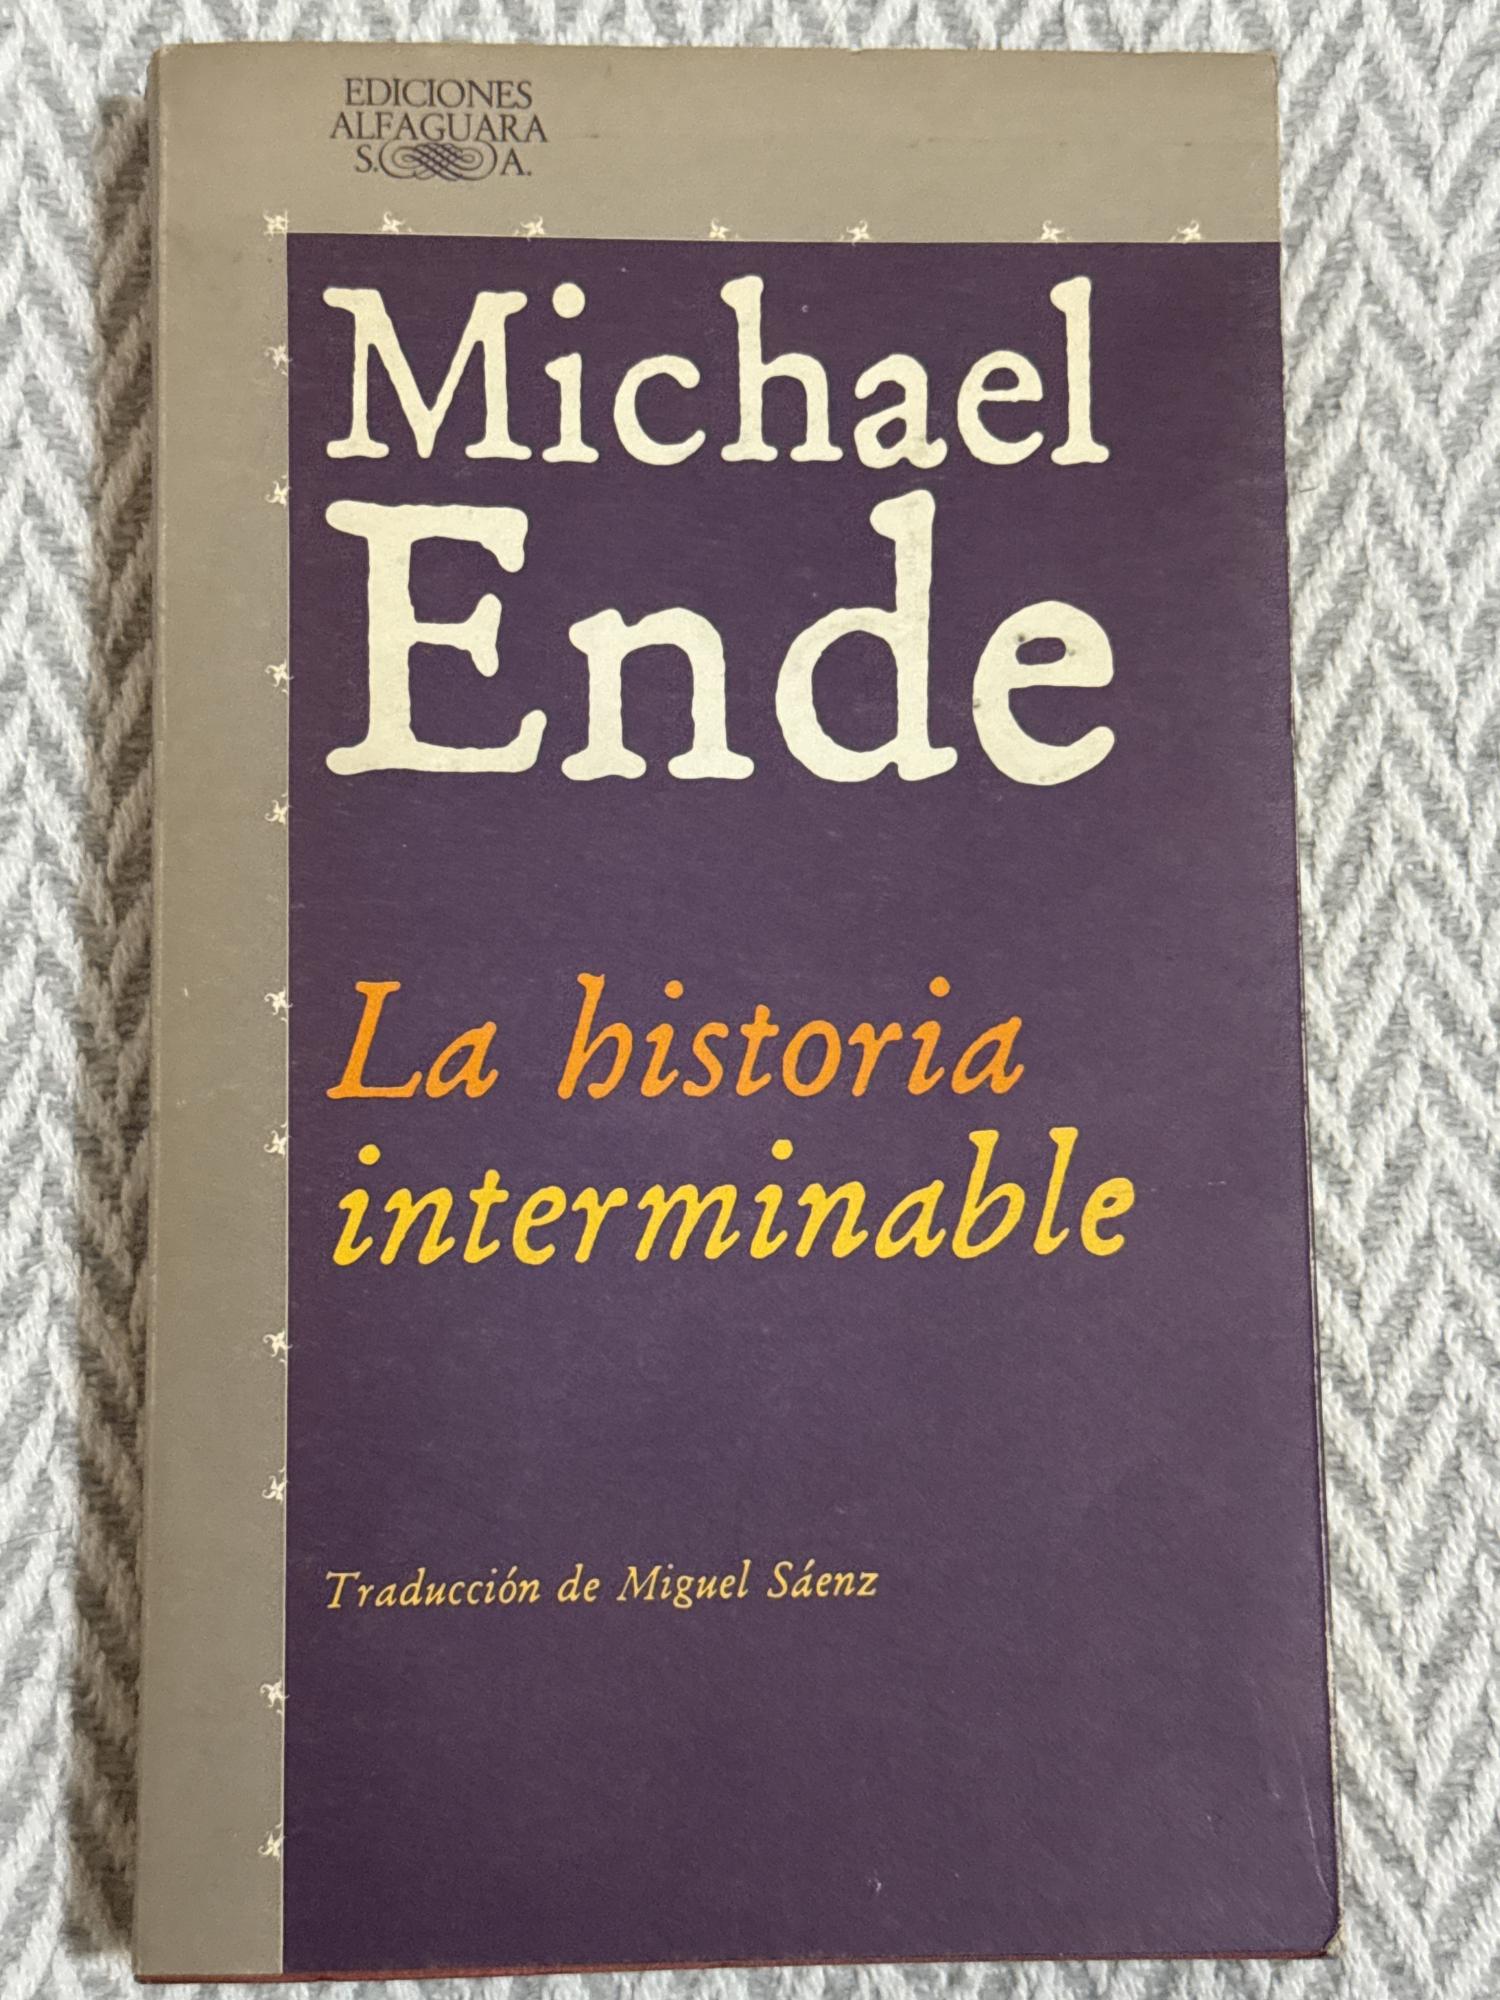 EDICIONES
ALFAGUARA
S. A.
Michael
Ende
La historia
interminable
Traducción de Miguel Sáenz